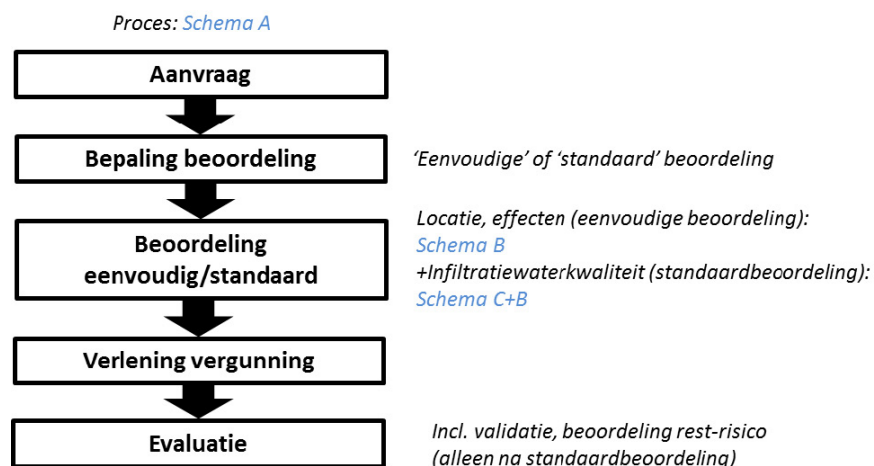 Proces: Schema A
Aanvraag
Bepaling beoordeling
‘Eenvoudige’ of ‘standaard’ beoordeling
Beoordeling
eenvoudig/standaard
Locatie, effecten (eenvoudige beoordeling):
Schema B
+Infiltratiewaterkwaliteit (standaardbeoordeling):
Schema C+B
Verlening vergunning
Evaluatie
Incl. validatie, beoordeling rest-risico
(alleen na standaardbeoordeling)